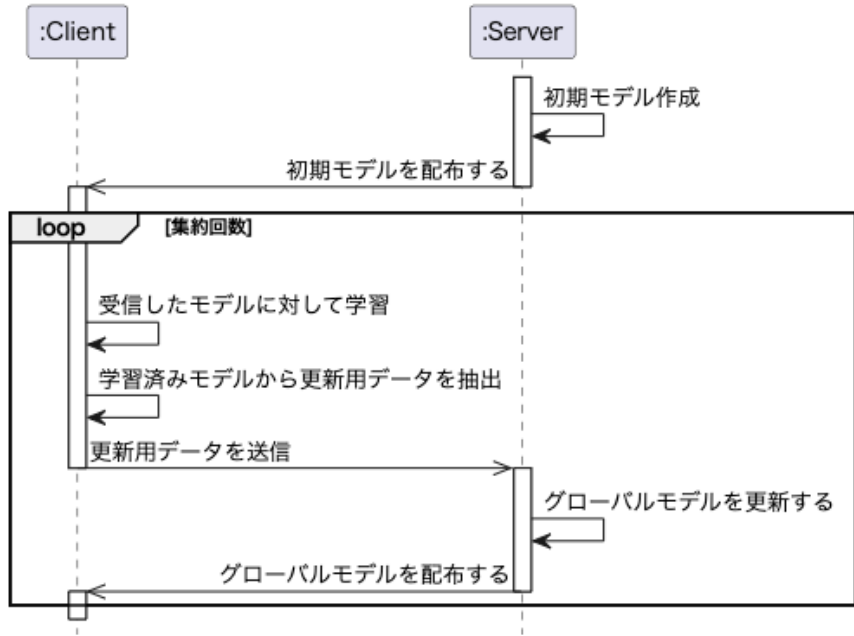 :Client
:Server
初期モデル作成
初期モデルを配布する
loop
[集約回数]
受信したモデルに対して学習
学習済みモデルから更新用データを抽出
更新用データを送信
グローバルモデルを更新する
グローバルモデルを配布する